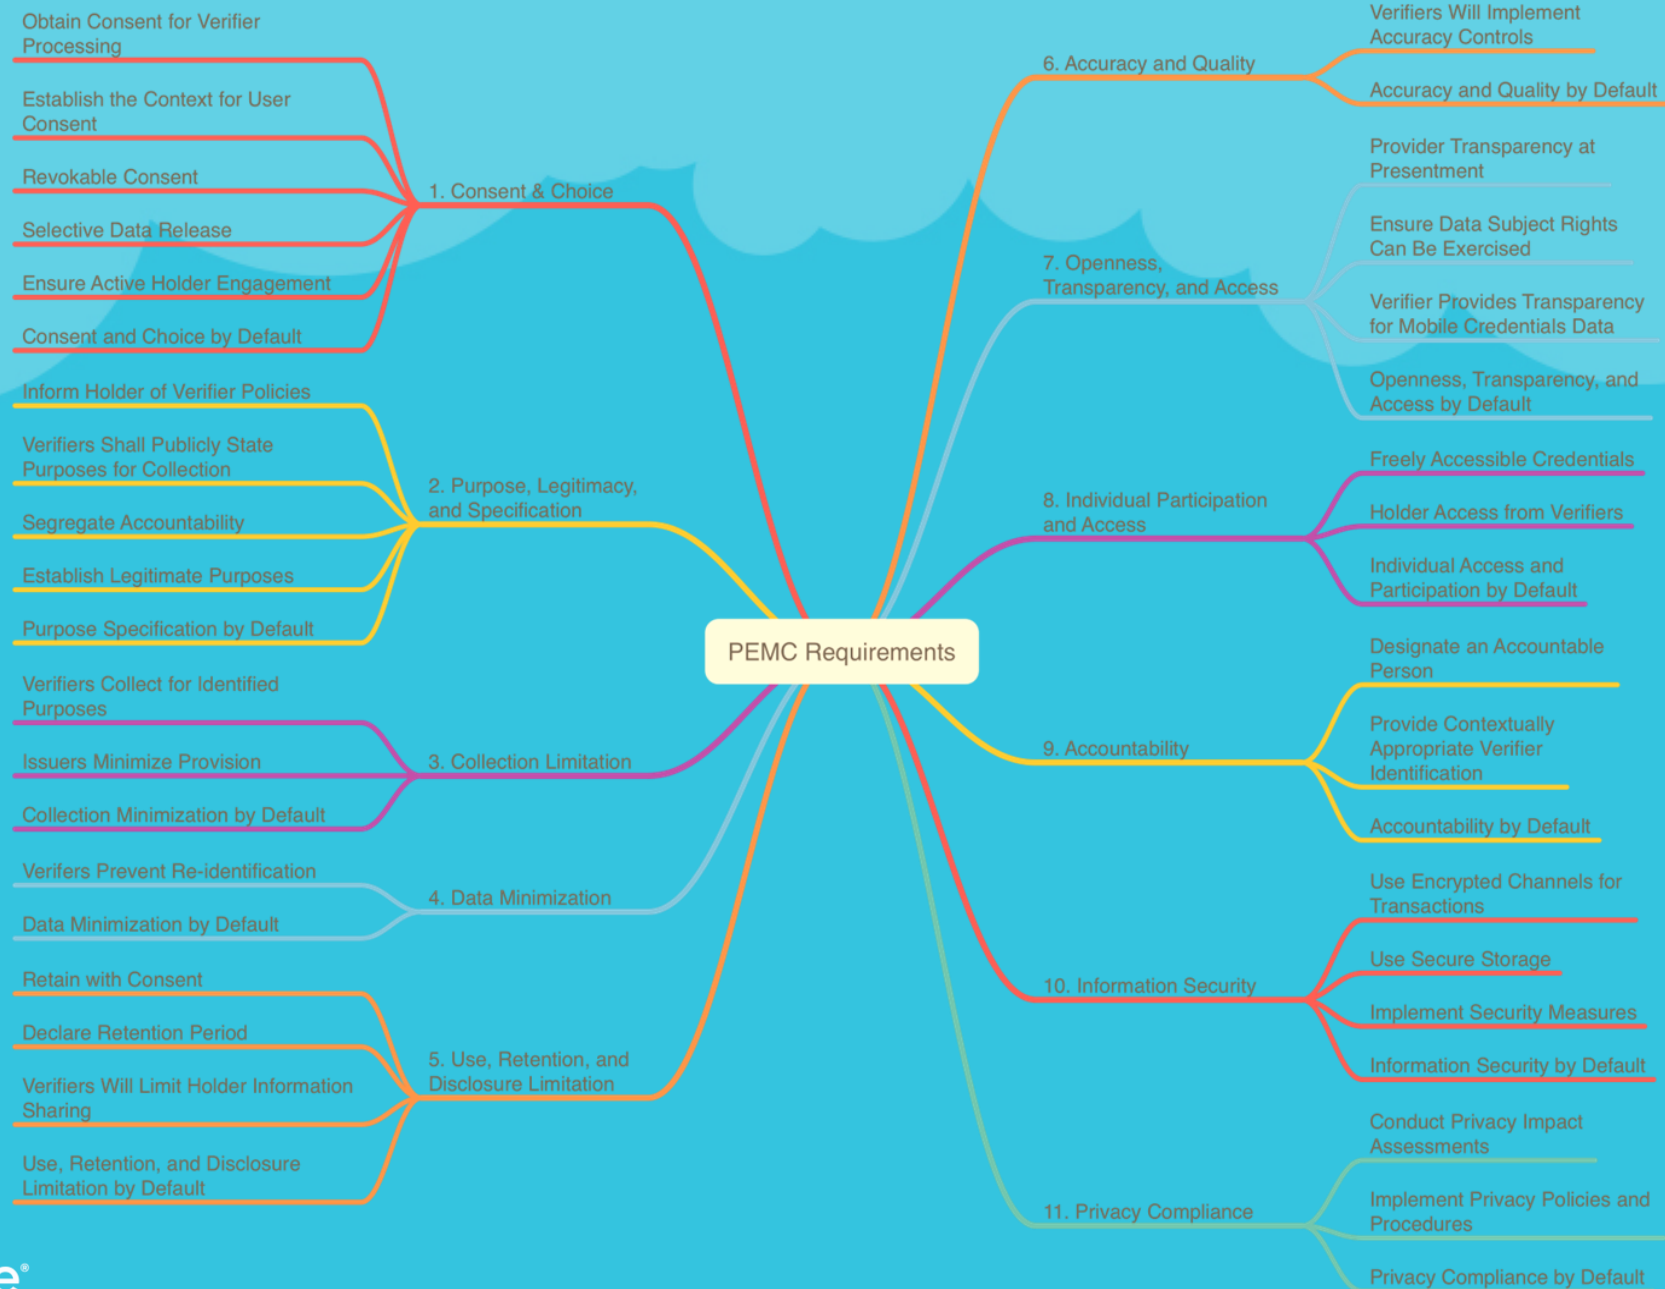 Obtain Consent for Verifier
Processing
Establish the Context for User
Consent
Revokable Consent
Selective Data Release
Ensure Active Holder Engagement
Consent and Choice by Default
1. Consent & Choice
Inform Holder of Verifier Policies
Verifiers Shall Publicly State
Purposes for Collection
Segregate Accountability
Establish Legitimate Purposes
Purpose Specification by Default
2. Purpose, Legitimacy,
and Specification
Verifiers Collect for Identified
Purposes
Issuers Minimize Provision
Collection Minimization by Default
3. Collection Limitation
Verifers Prevent Re-identification
Data Minimization by Default
4. Data Minimization
Retain with Consent
Declare Retention Period
Verifiers Will Limit Holder Information
Sharing
Use, Retention, and Disclosure
Limitation by Default
5. Use, Retention, and
Disclosure Limitation
PEMC Requirements
6. Accuracy and Quality
Verifiers Will Implement
Accuracy Controls
Accuracy and Quality by Default
7. Openness,
Transparency, and Access
Provider Transparency at
Presentment
Ensure Data Subject Rights
Can Be Exercised
Verifier Provides Transparency
for Mobile Credentials Data
Openness, Transparency, and
Access by Default
8. Individual Participation
and Access
Freely Accessible Credentials
Holder Access from Verifiers
Individual Access and
Participation by Default
9. Accountability
Designate an Accountable
Person
Provide Contextually
Appropriate Verifier
Identification
Accountability by Default
10. Information Security
Use Encrypted Channels for
Transactions
Use Secure Storage
Implement Security Measures
Information Security by Default
11. Privacy Compliance
Conduct Privacy Impact
Assessments
Implement Privacy Policies and
Procedures
Privacy Compliance by Default
e®